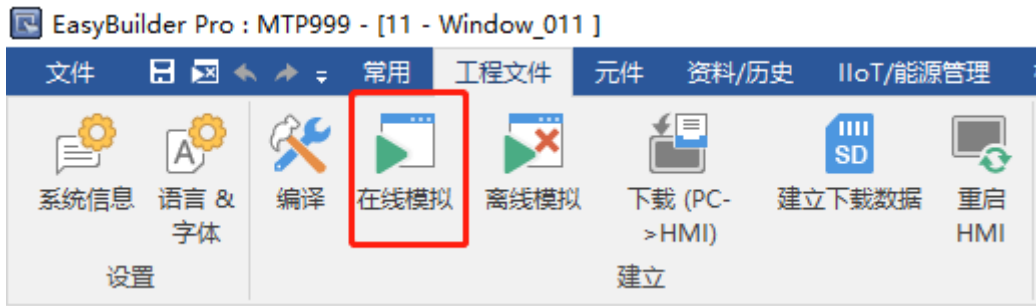 EasyBuilder Pro : MTP999 - [11 - Window_011 ]
文件 常用 工程文件 元件 资料/历史 IIoT/能源管理
A SD
系统信息 语言 & 编译 在线模拟 离线模拟 下载 (PC- 建立下载数据 重启
字体 >HMI) HMI
设置 建立